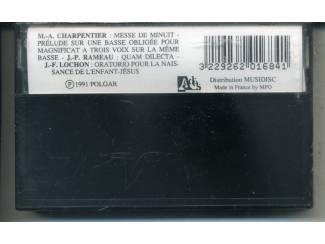 M.-A. CHARPENTIER : MESSE DE MINUIT -
PRÉLUDE SUR UNE BASSE OBLIGÉE POUR
MAGNIFICAT A TROIS VOIX SUR LA MÊME
BASSE - J.-P. RAMEAU : QUAM DILECTA -
J.-F. LOCHON : ORATORIO POUR LA NAIS-
SANCE DE L'ENFANT-JÉSUS
℗ 1991 POLGAR
3 229262 016841
Distribution MUSIDISC
Made in France by MPO